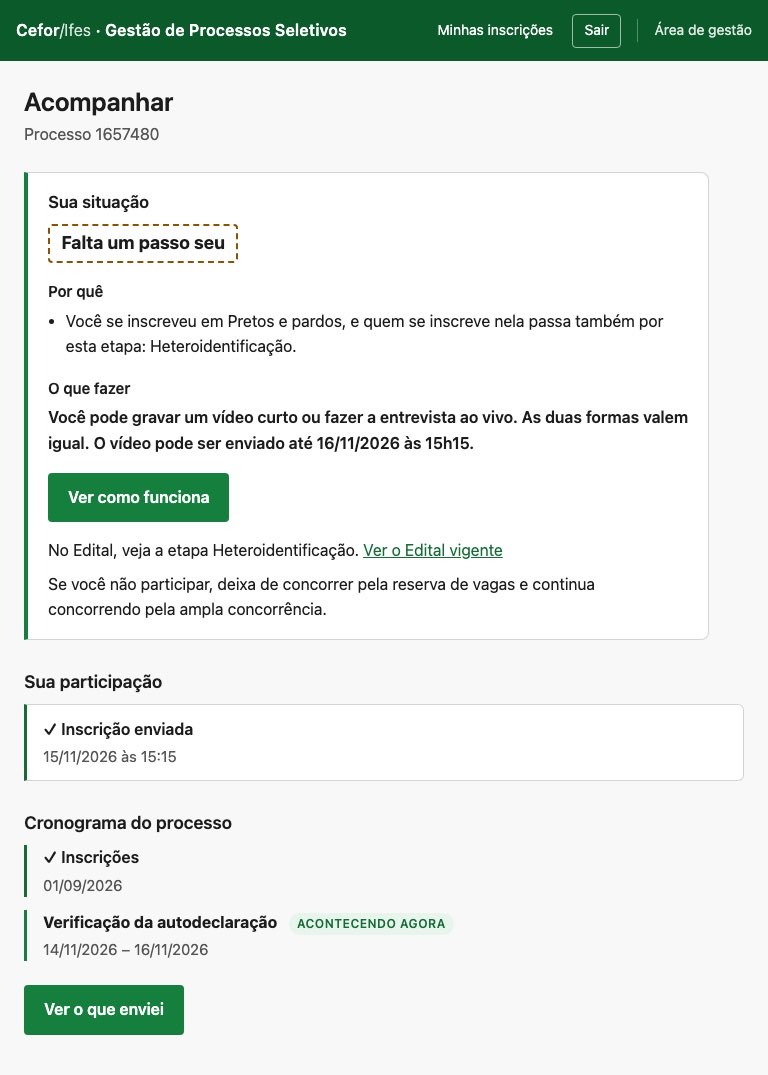 Cefor/Ifes · Gestão de Processos Seletivos
Minhas inscrições
Sair
Área de gestão
Acompanhar
Processo 1657480
Sua situação
Falta um passo seu
Por quê
• Você se inscreveu em Pretos e pardos, e quem se inscreve nela passa também por
esta etapa: Heteroidentificação.
O que fazer
Você pode gravar um vídeo curto ou fazer a entrevista ao vivo. As duas formas valem
igual. O vídeo pode ser enviado até 16/11/2026 às 15h15.
Ver como funciona
No Edital, veja a etapa Heteroidentificação. Ver o Edital vigente
Se você não participar, deixa de concorrer pela reserva de vagas e continua
concorrendo pela ampla concorrência.
Sua participação
✓ Inscrição enviada
15/11/2026 às 15:15
Cronograma do processo
✓ Inscrições
01/09/2026
Verificação da autodeclaração ACONTECENDO AGORA
14/11/2026 – 16/11/2026
Ver o que enviei